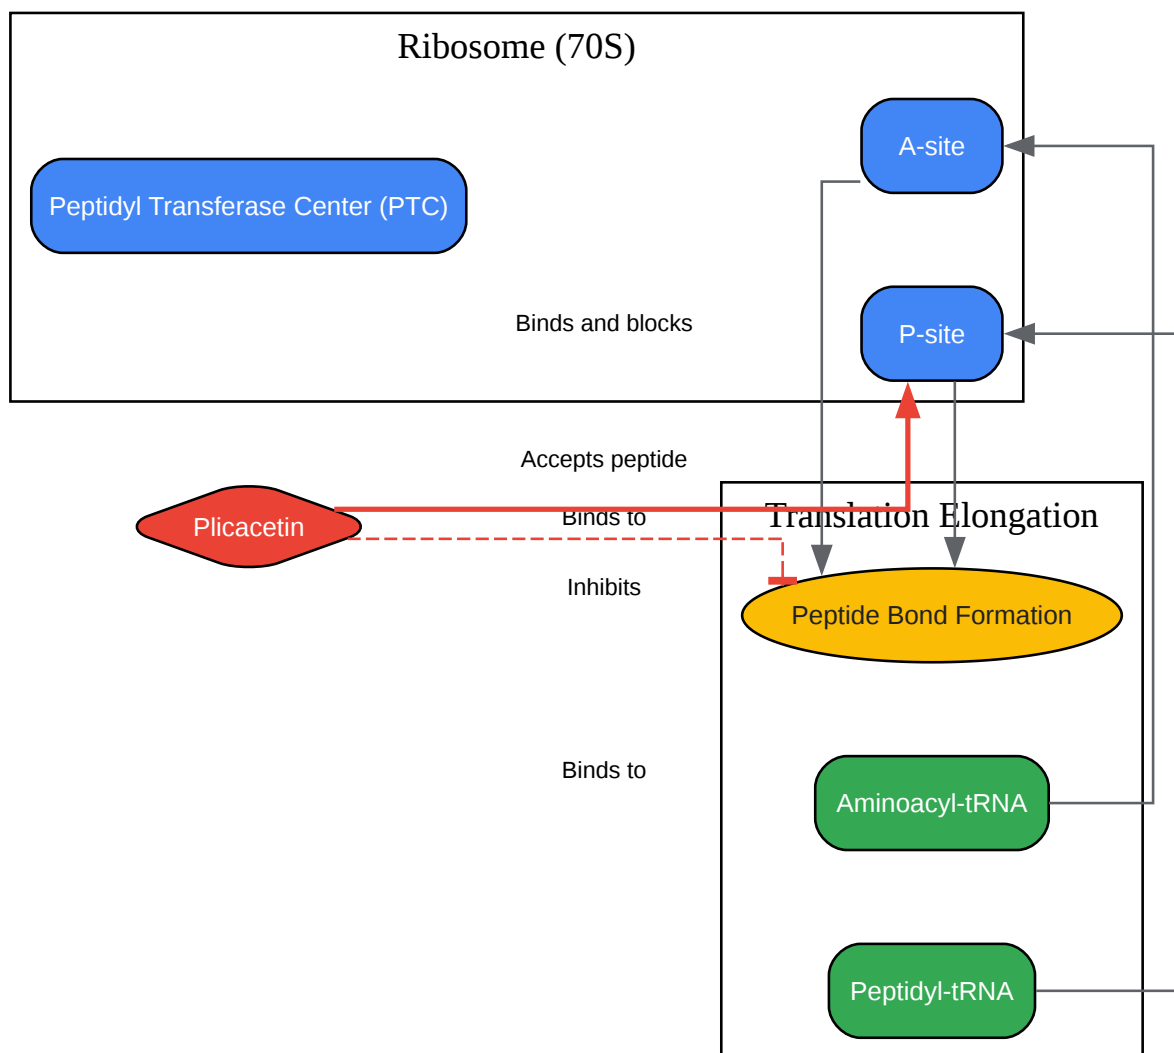 Ribosome (70S)
A-site
Peptidyl Transferase Center (PTC)
Binds and blocks
P-site
Accepts peptide
Plicacetin
Binds to
Translation Elongation
Inhibits
Peptide Bond Formation
Binds to
Aminoacyl-tRNA
Peptidyl-tRNA